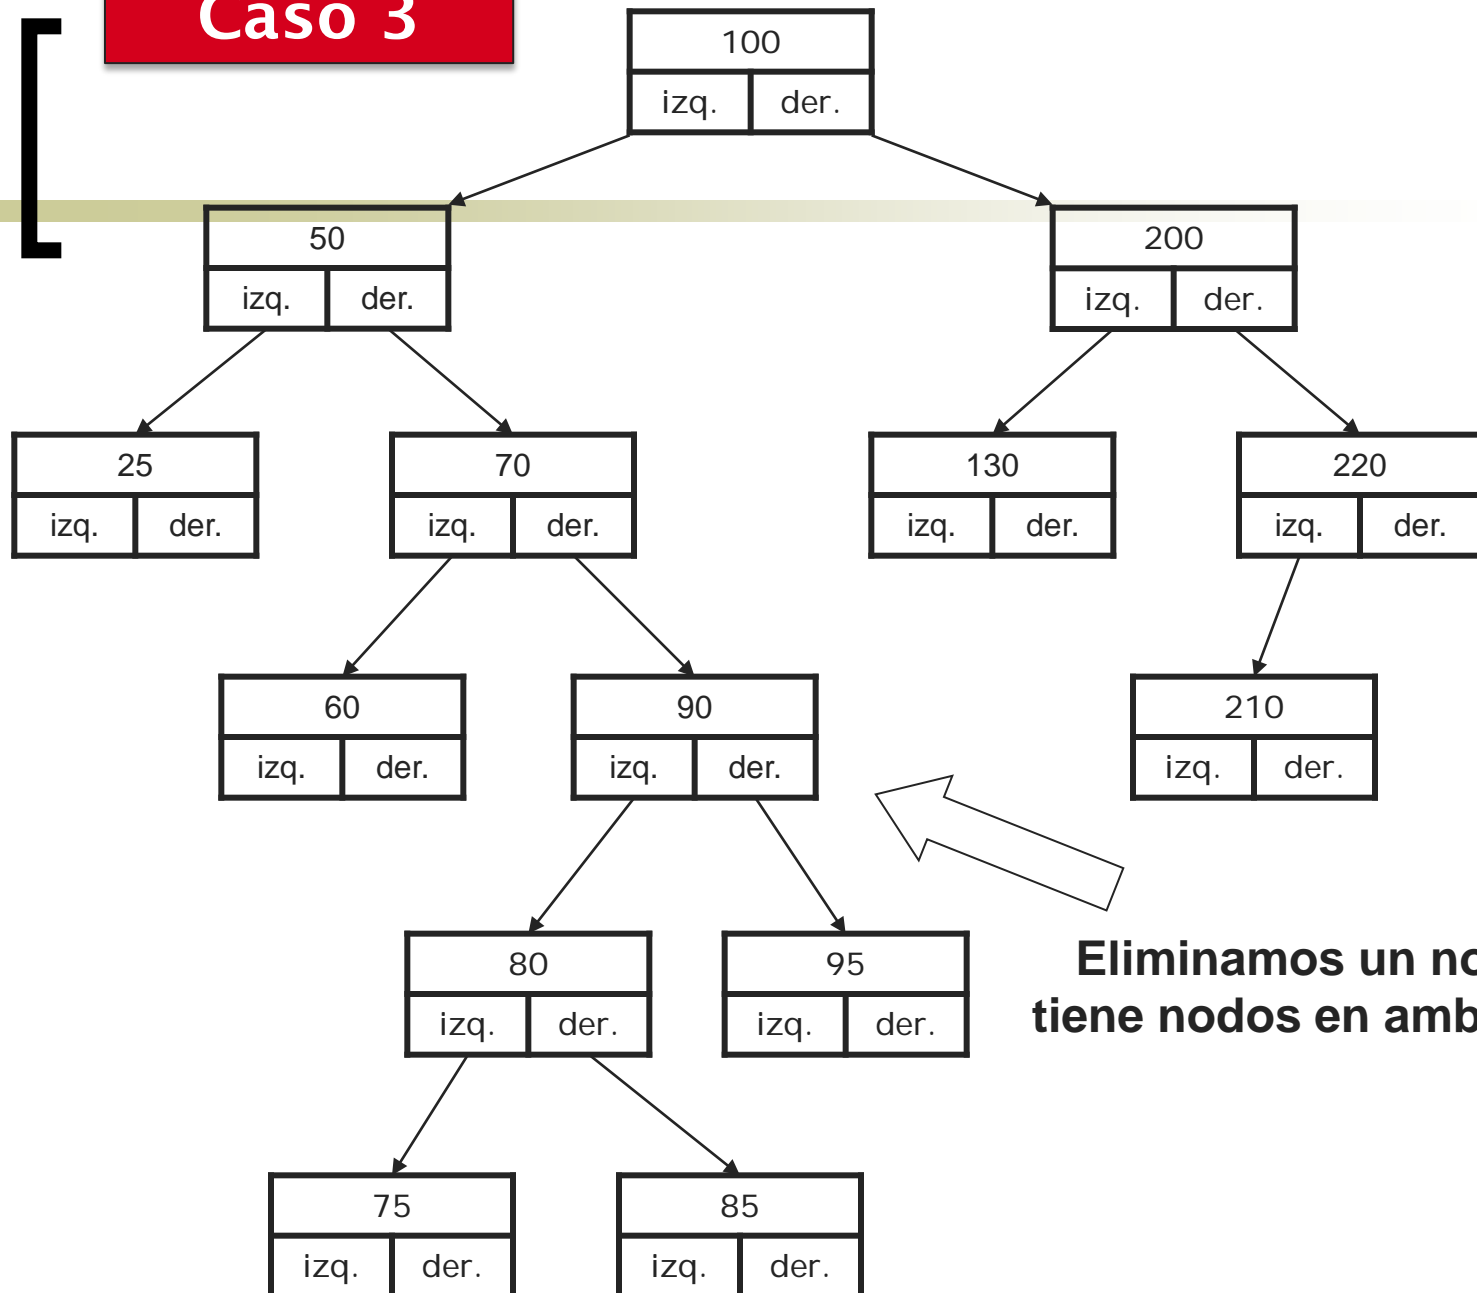 Caso 3
100
izq. der.
50
izq. der.
200
izq. der.
25
izq. der.
70
izq. der.
130
izq. der.
220
izq. der.
60
izq. der.
90
izq. der.
210
izq. der.
80
izq. der.
95
izq. der.
Eliminamos un
tiene nodos en
75
izq. der.
85
izq. der.